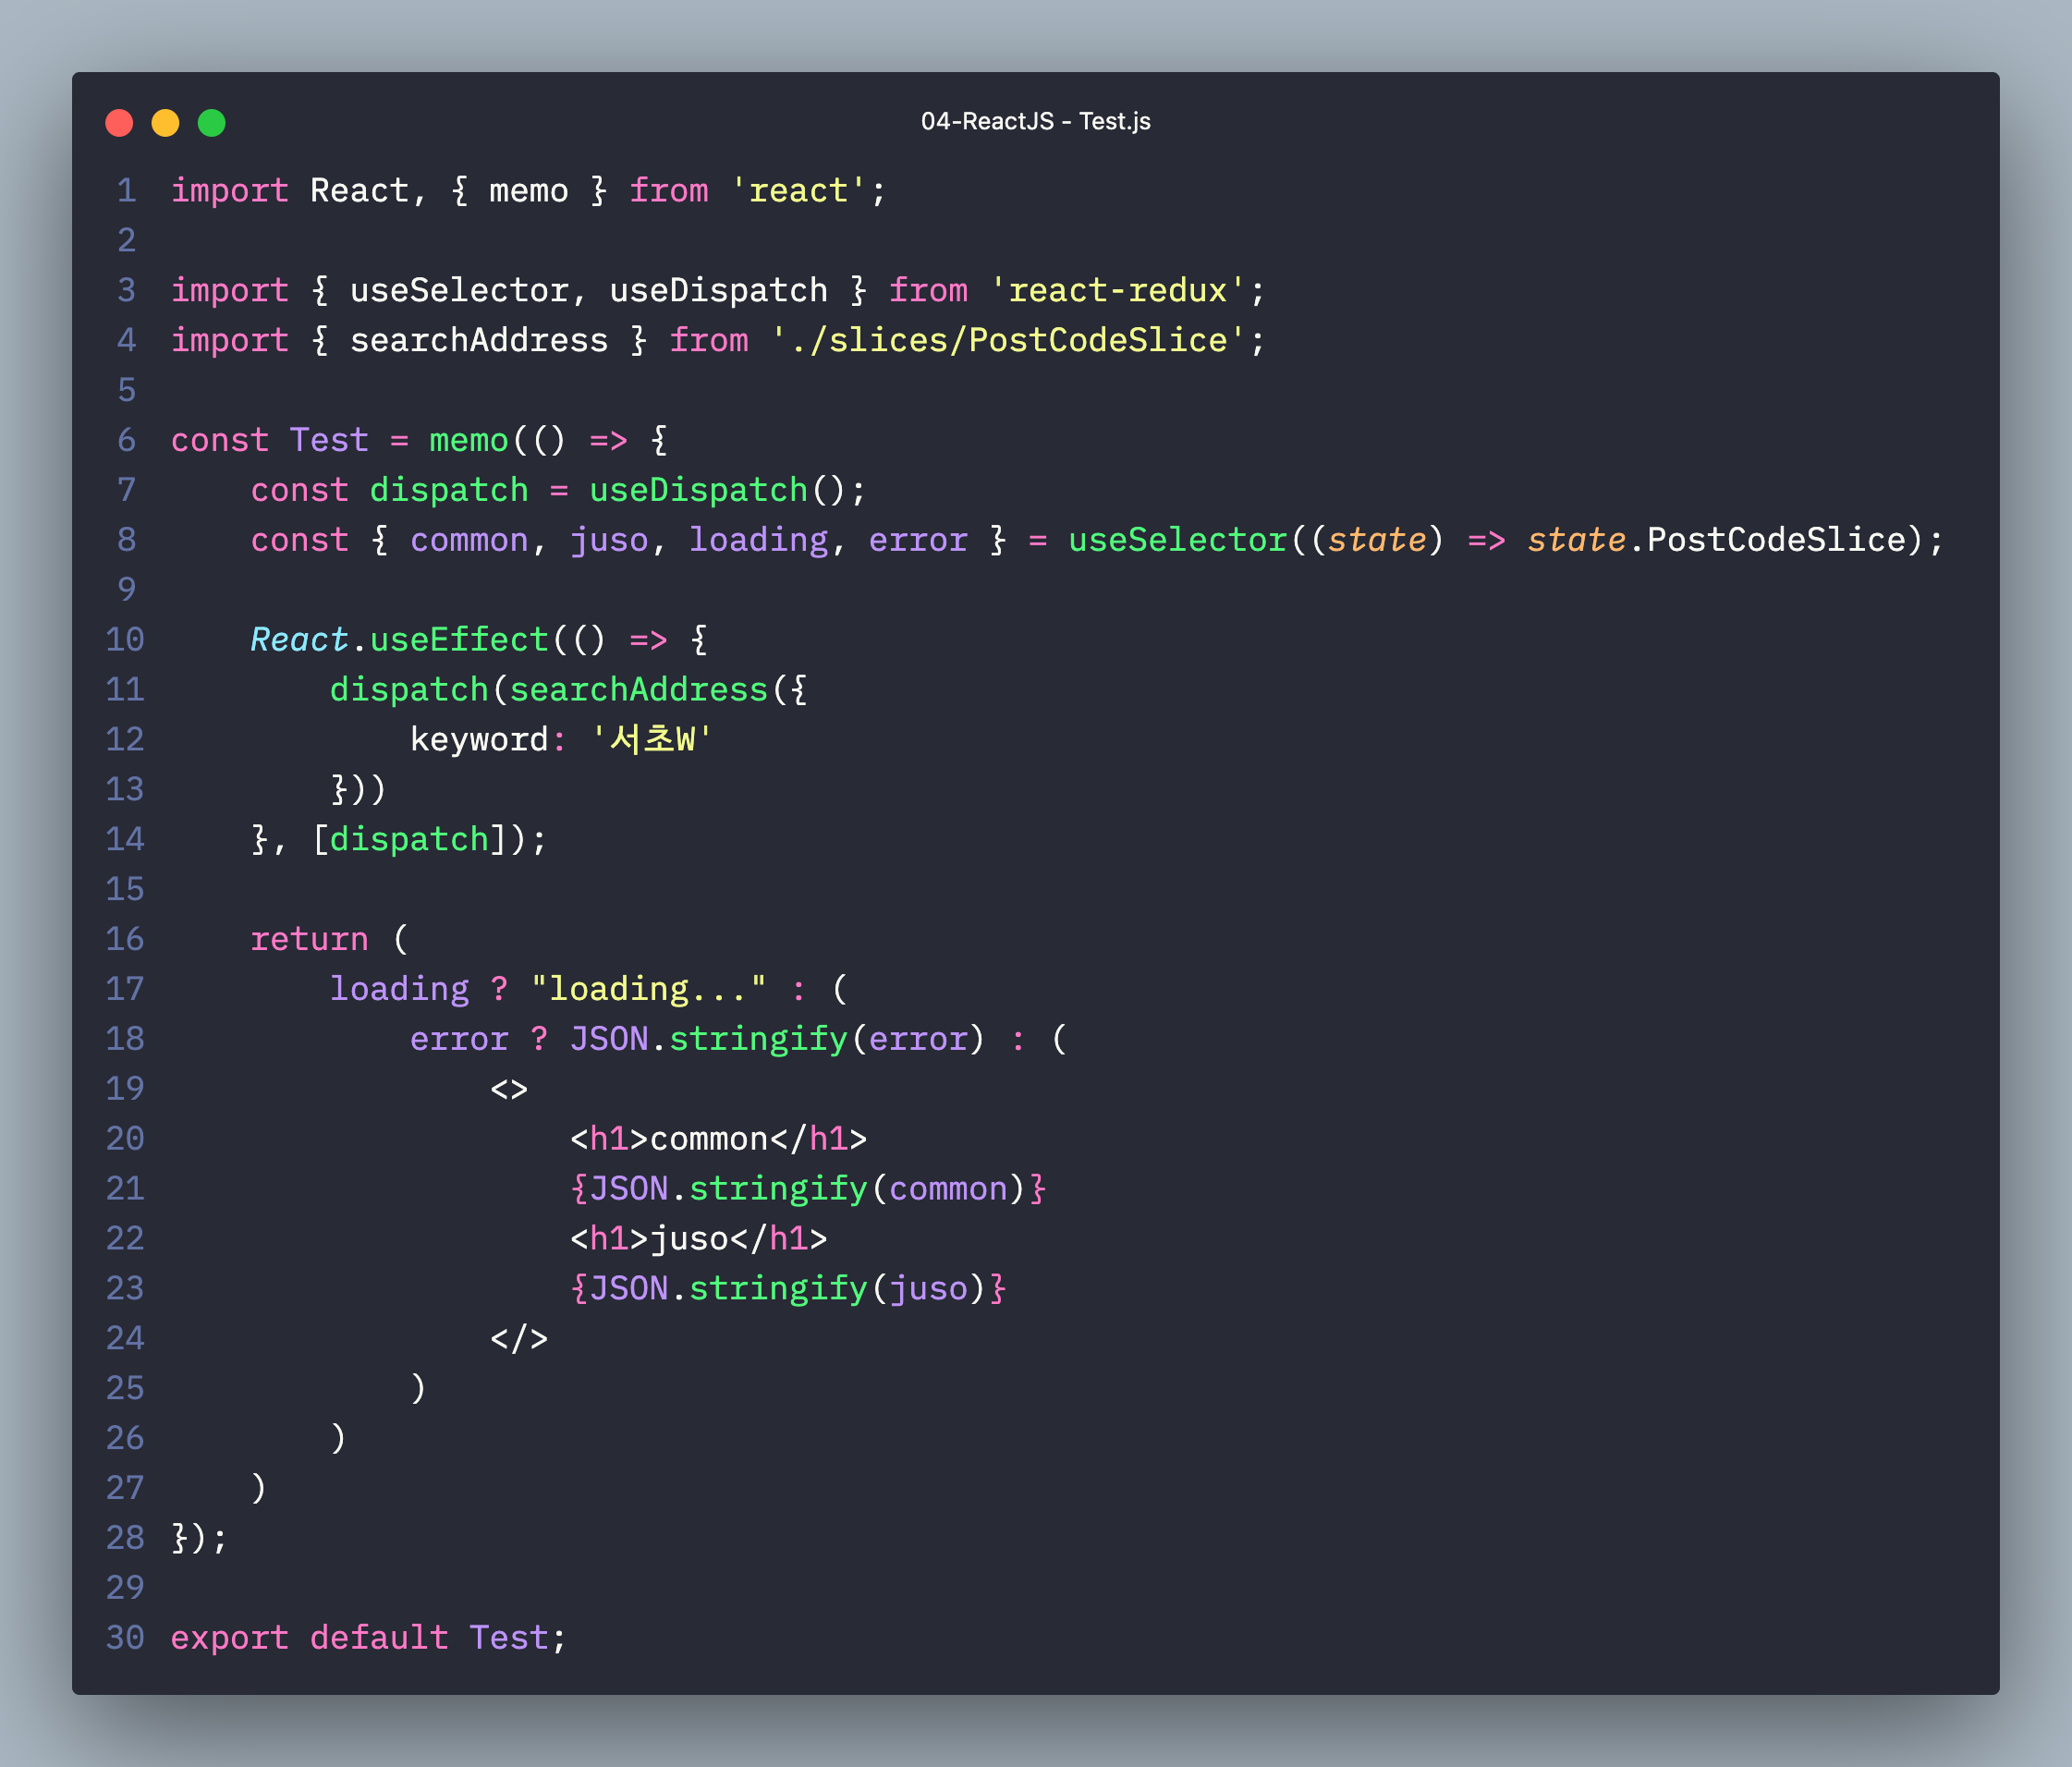 04-ReactJS - Test.js
1 import React, { memo } from 'react';
2
3 import { useSelector, useDispatch } from 'react-redux';
4 import { searchAddress } from './slices/PostCodeSlice';
5
6 const Test = memo(() => {
7     const dispatch = useDispatch();
8     const { common, juso, loading, error } = useSelector((state) => state.PostCodeSlice);
9
10     React.useEffect(() => {
11         dispatch(searchAddress({
12             keyword: '서초W'
13         }))
14     }, [dispatch]);
15
16     return (
17         loading ? "loading..." : (
18             error ? JSON.stringify(error) : (
19                 <>
20                     <h1>common</h1>
21                     {JSON.stringify(common)}
22                     <h1>juso</h1>
23                     {JSON.stringify(juso)}
24                 </>
25             )
26         )
27     )
28 });
29
30 export default Test;